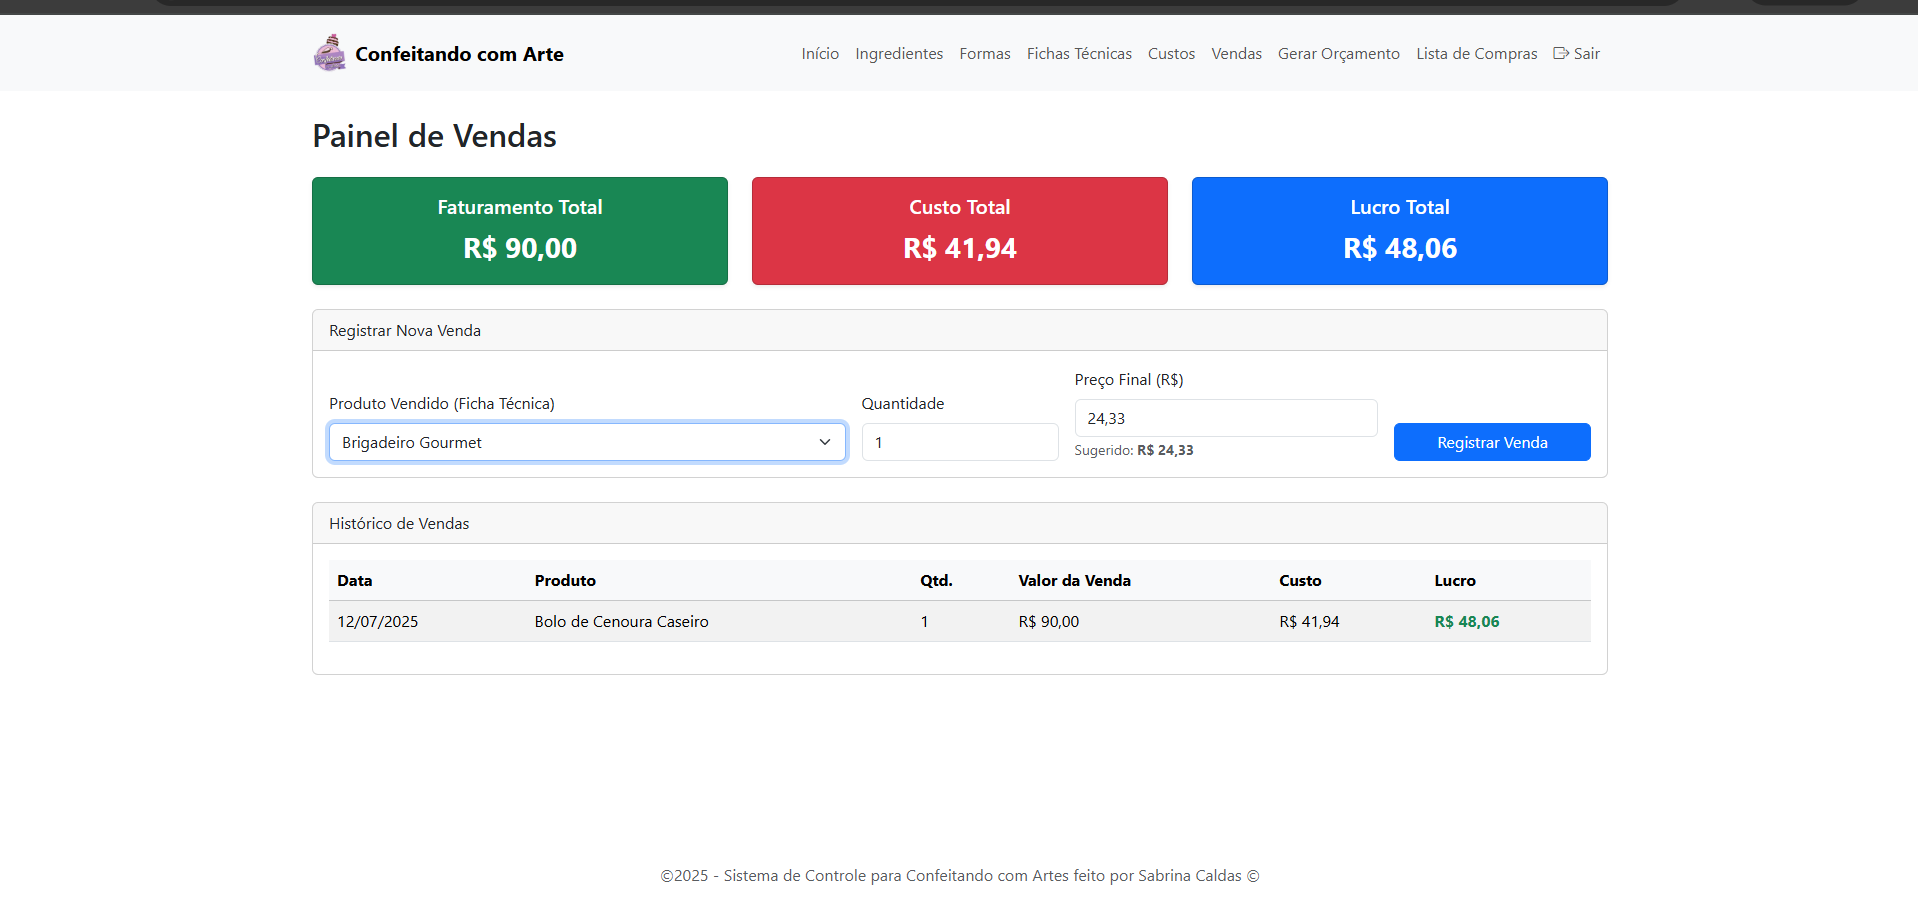 Confeitando com Arte
Início Ingredientes Formas Fichas Técnicas Custos Vendas Gerar Orçamento Lista de Compras Sair
Painel de Vendas
Faturamento Total
R$ 90,00
Custo Total
R$ 41,94
Lucro Total
R$ 48,06
Registrar Nova Venda
Produto Vendido (Ficha Técnica)
Brigadeiro Gourmet
Quantidade
1
Preço Final (R$)
24,33
Sugerido: R$ 24,33
Registrar Venda
Histórico de Vendas
Data Produto Qtd. Valor da Venda Custo Lucro
12/07/2025 Bolo de Cenoura Caseiro 1 R$ 90,00 R$ 41,94 R$ 48,06
©2025 - Sistema de Controle para Confeitando com Artes feito por Sabrina Caldas ©